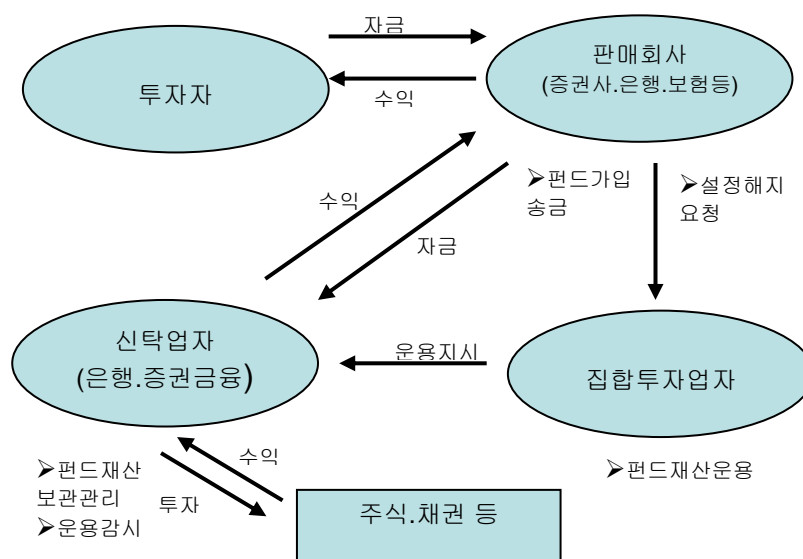 자금
투자자
판매회사
(증권사.은행.보험등)
수익
➢펀드가입
송금
➢설정해지
요청
수익
자금
신탁업자
(은행.증권금융)
운용지시
집합투자업자
➢펀드재산
보관관리
➢운용감시
수익
투자
➢펀드재산운용
주식.채권 등